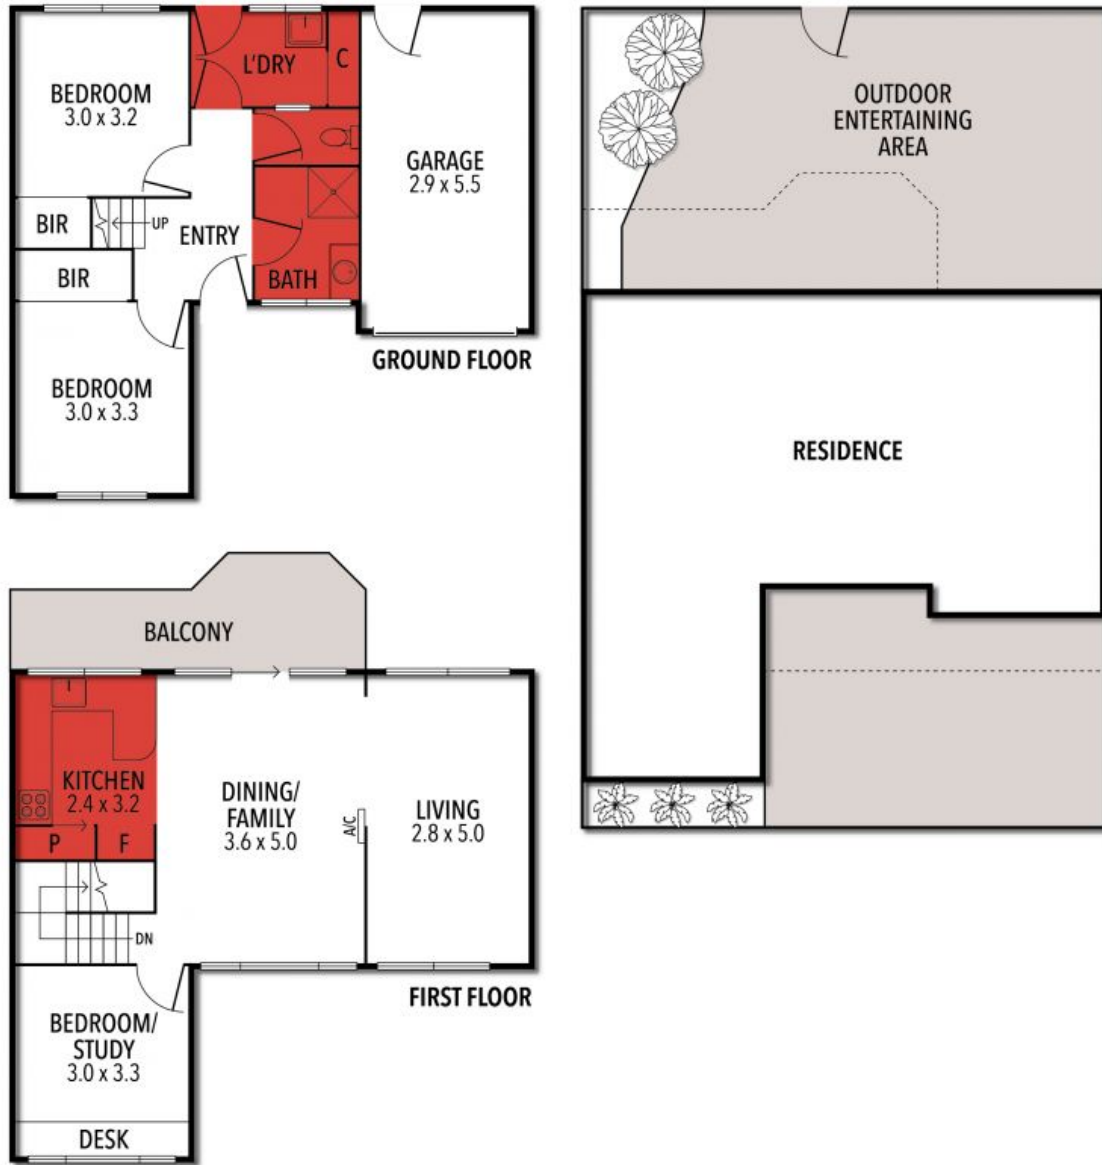 BEDROOM
3.0 x 3.2
L'DRY
C
GARAGE
2.9 x 5.5
BIR
UP
ENTRY
BIR
BATH
BEDROOM
3.0 x 3.3
GROUND FLOOR
OUTDOOR
ENTERTAINING
AREA
RESIDENCE
BALCONY
KITCHEN
2.4 x 3.2
P
F
DINING/
FAMILY
3.6 x 5.0
A/C
LIVING
2.8 x 5.0
DN
BEDROOM/
STUDY
3.0 x 3.3
DESK
FIRST FLOOR